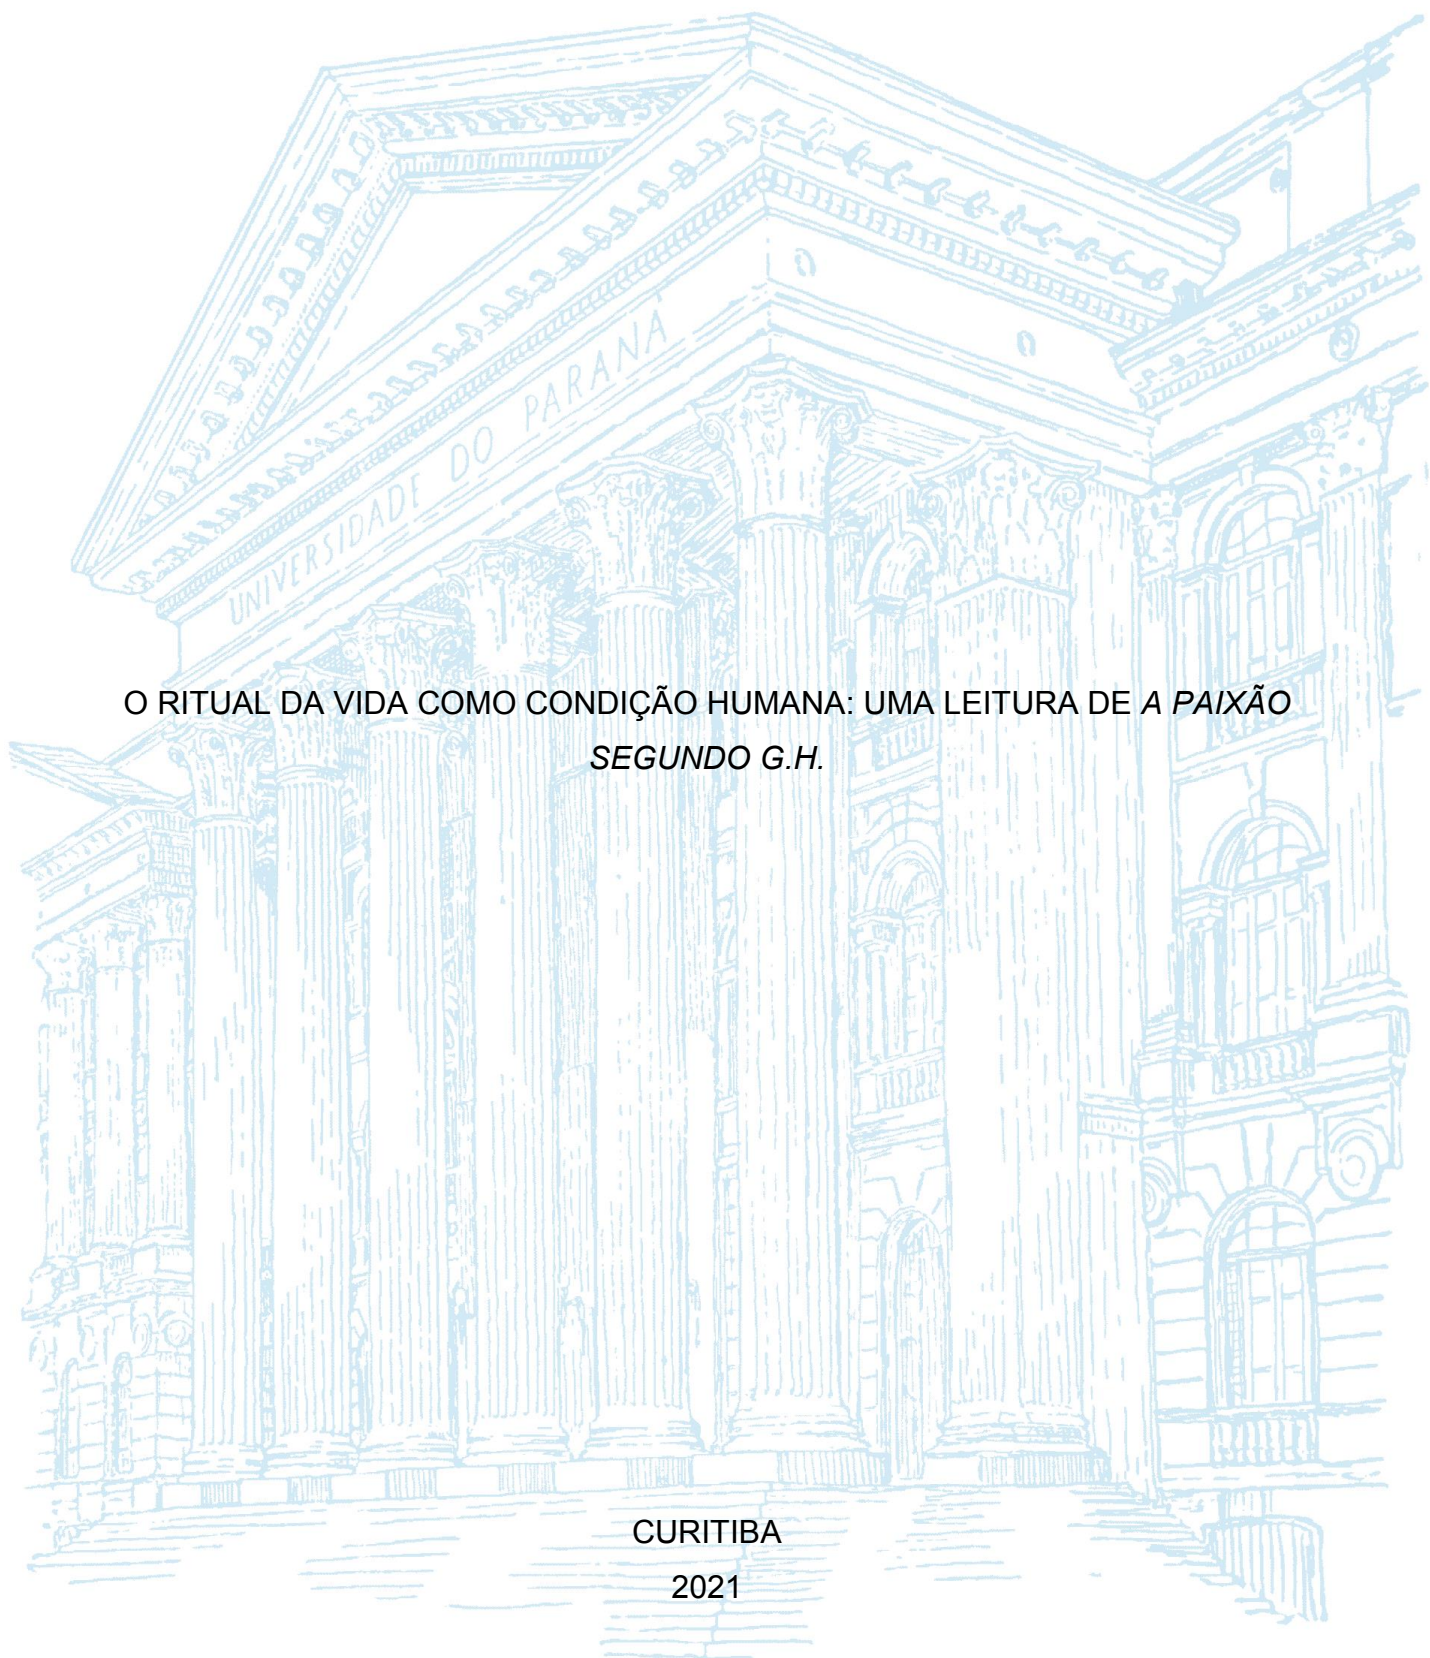 UNIVERSIDADE DO PARANÁ
O RITUAL DA VIDA COMO CONDIÇÃO HUMANA: UMA LEITURA DE A PAIXÃO
SEGUNDO G.H.
CURITIBA
2021